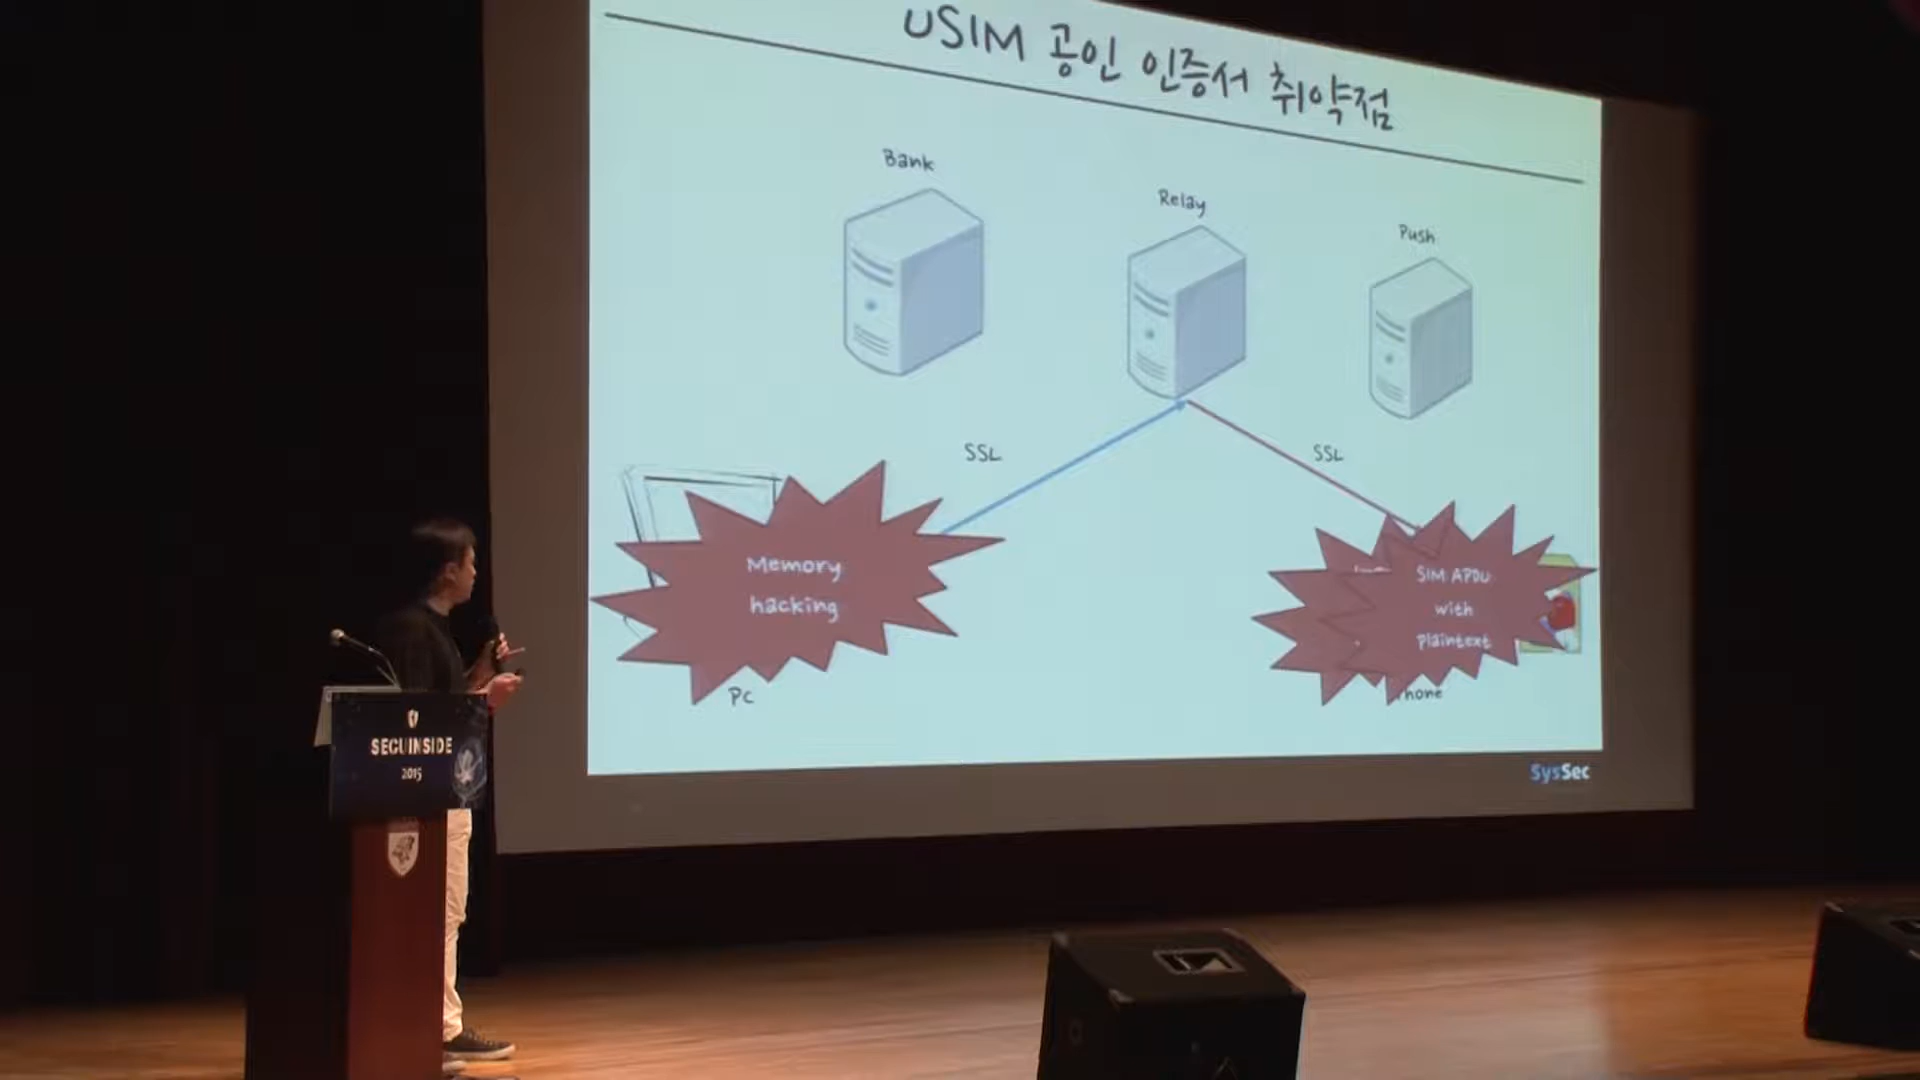 USIM 공인 인증서 취약점
Bank
Relay
Push
SSL
SSL
Memory
hacking
SIM APDU
with
Plaintext
PC
SysSec
SECUINSIDE
2015